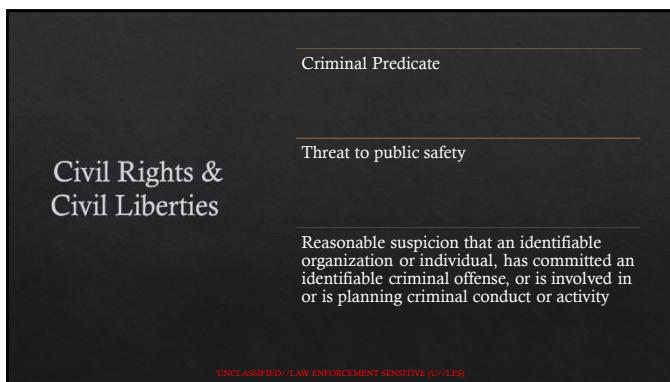 Civil Rights &
Civil Liberties
Criminal Predicate
Threat to public safety
Reasonable suspicion that an identifiable
organization or individual, has committed an
identifiable criminal offense, or is involved in
or is planning criminal conduct or activity
UNCLASSIFIED//LAW ENFORCEMENT SENSITIVE (U//LES)